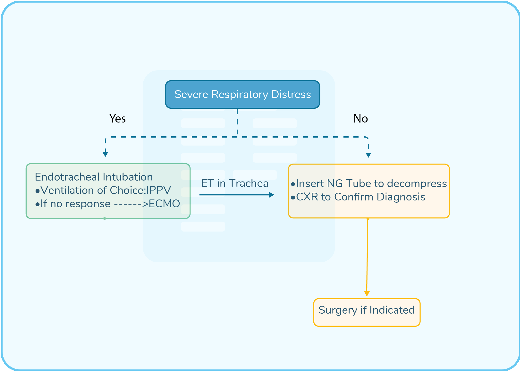 Severe Respiratory Distress
Yes
No
Endotracheal Intubation
•Ventilation of Choice:IPPV
•If no response ------>ECMO
ET in Trachea
•Insert NG Tube to decompress
•CXR to Confirm Diagnosis
Surgery if Indicated